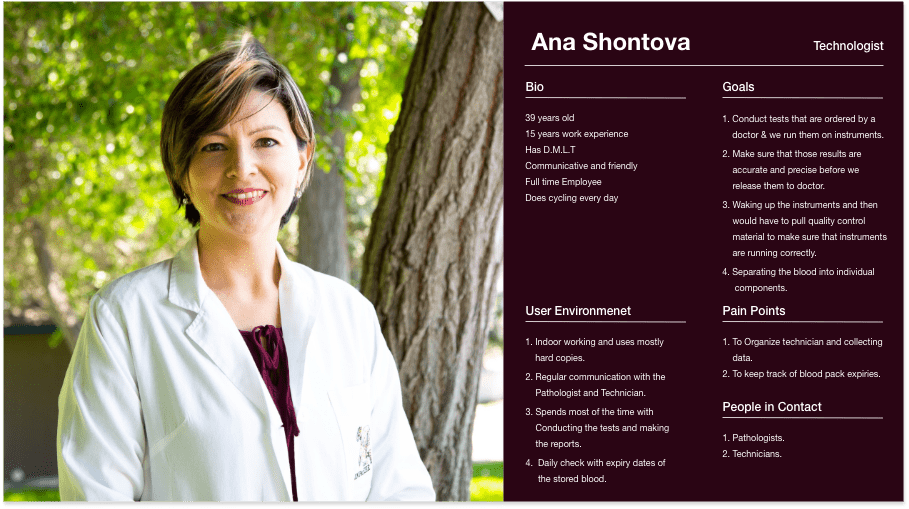 Ana Shontova
Technologist
Bio
39 years old
15 years work experience
Has D.M.L.T
Communicative and friendly
Full time Employee
Does cycling every day
Goals
1. Conduct tests that are ordered by a
doctor & we run them on instruments.
2. Make sure that those results are
accurate and precise before we
release them to doctor.
3. Waking up the instruments and then
would have to pull quality control
material to make sure that instruments
are running correctly.
4. Separating the blood into individual
components.
User Environmenet
1. Indoor working and uses mostly
hard copies.
2. Regular communication with the
Pathologist and Technician.
3. Spends most of the time with
Conducting the tests and making
the reports.
4. Daily check with expiry dates of
the stored blood.
Pain Points
1. To Organize technician and collecting
data.
2. To keep track of blood pack expiries.
People in Contact
1. Pathologists.
2. Technicians.